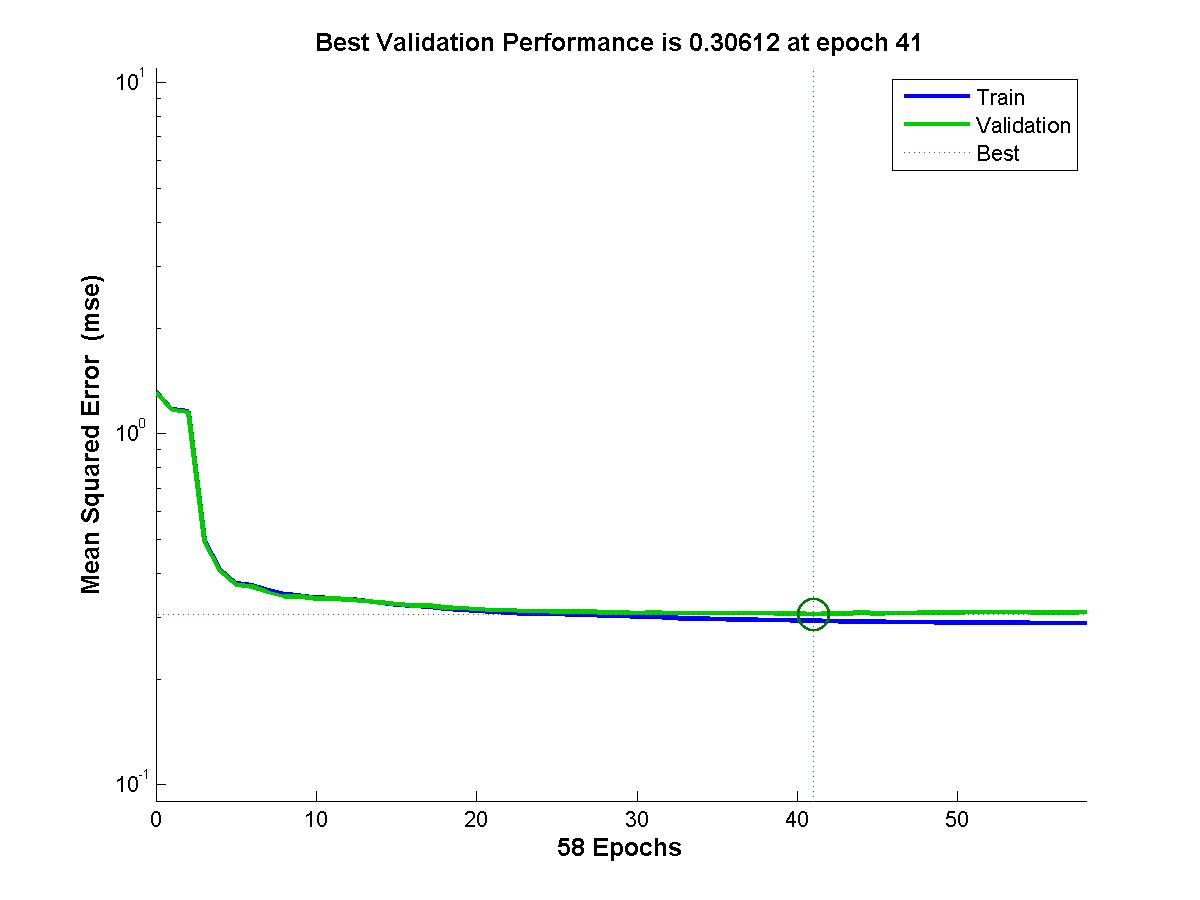 Best Validation Performance is 0.30612 at epoch 41
Train
Validation
Best
Mean Squared Error (mse)
10^1
10^0
10^-1
0 10 20 30 40 50
58 Epochs